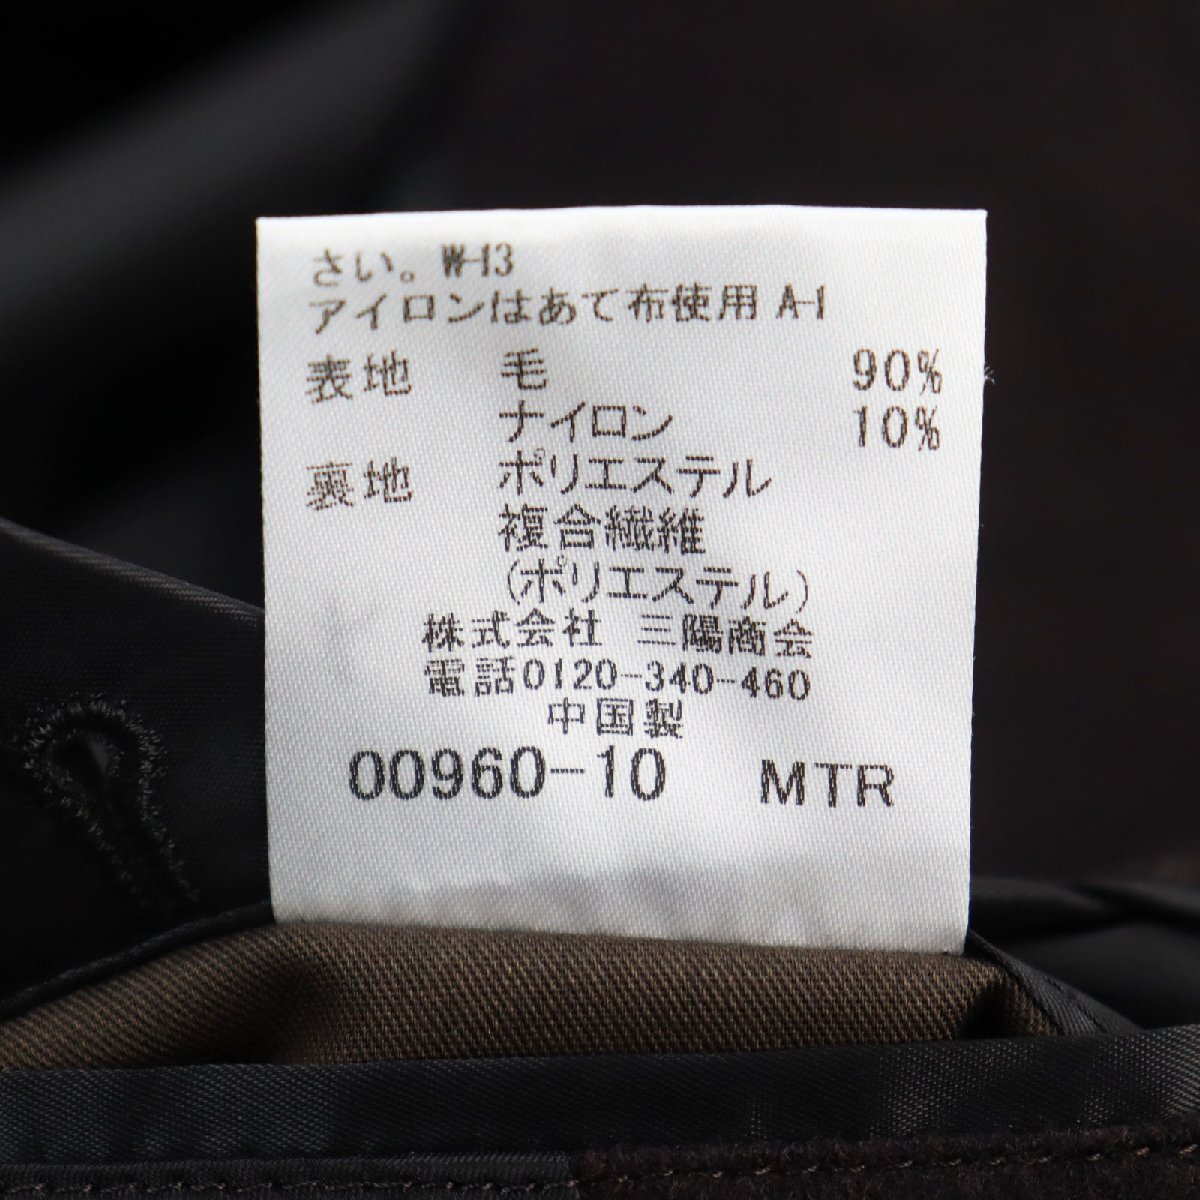 さい。W-13
アイロンはあて布使用 A-1
表地 毛 90%
ナイロン 10%
裏地 ポリエステル
複合繊維
(ポリエステル)
株式会社 三陽商会
電話0120-340-460
中国製
00960-10 MTR